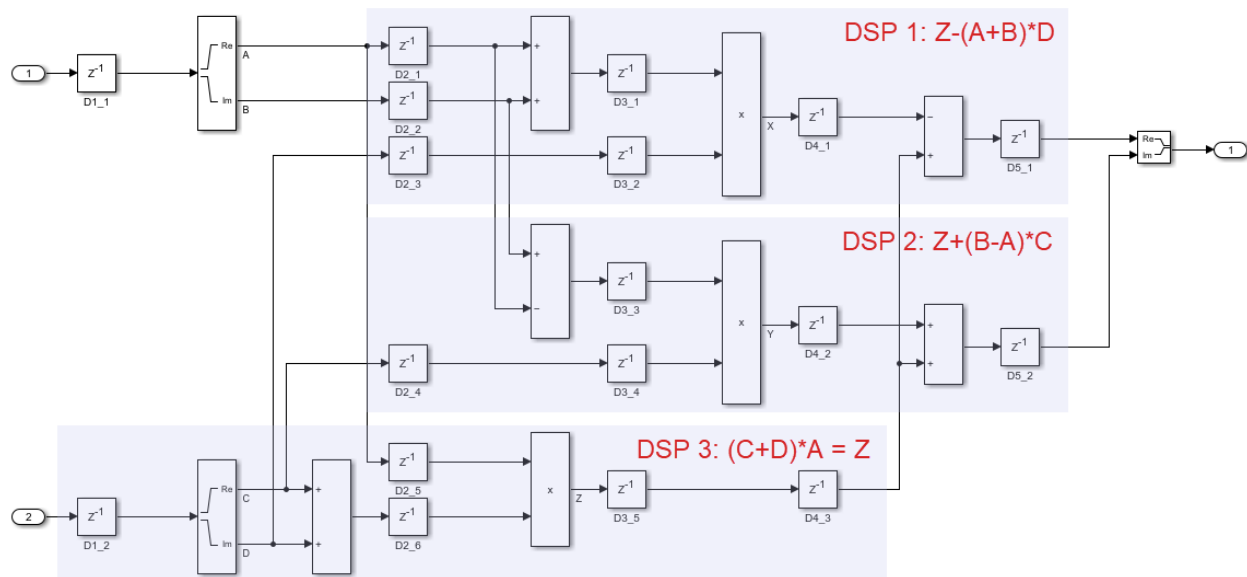 DSP 1: Z-(A+B)*D
Re
A
z-1
D2_1
+
+
z-1
D3_1
1
z-1
D1_1
Im
B
z-1
D2_2
x
X
z-1
D4_1
−
+
z-1
D5_1
Re
Im
1
z-1
D2_3
z-1
D3_2
DSP 2: Z+(B-A)*C
+
−
z-1
D3_3
x
Y
z-1
D4_2
+
+
z-1
D5_2
z-1
D2_4
z-1
D3_4
DSP 3: (C+D)*A = Z
z-1
D2_5
x
Z
z-1
D3_5
z-1
D4_3
2
z-1
D1_2
Re
C
Im
D
+
+
z-1
D2_6